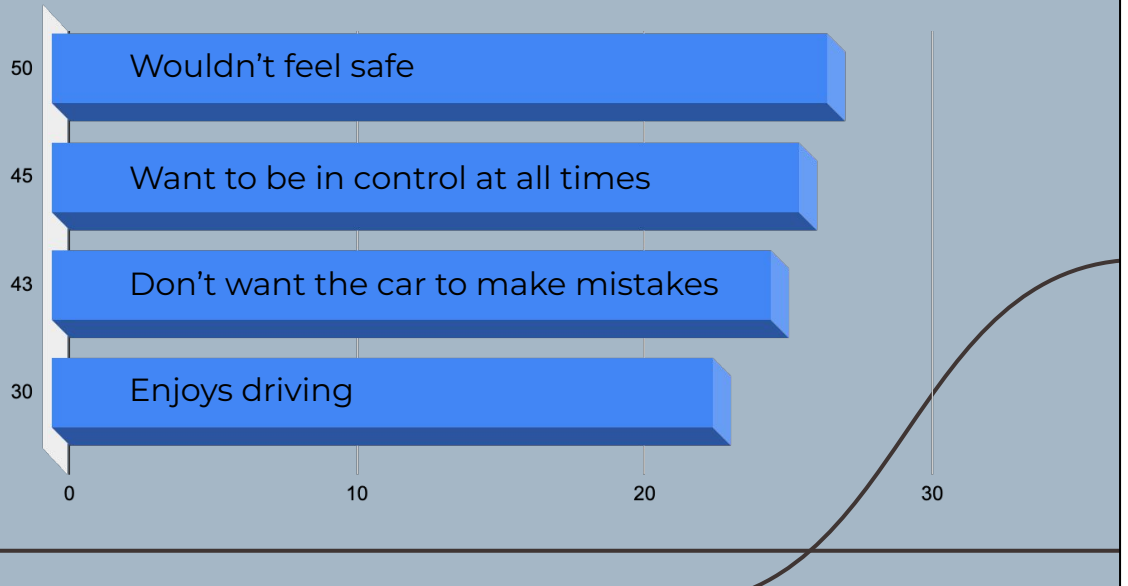 50 Wouldn’t feel safe
45 Want to be in control at all times
43 Don’t want the car to make mistakes
30 Enjoys driving
0 10 20 30